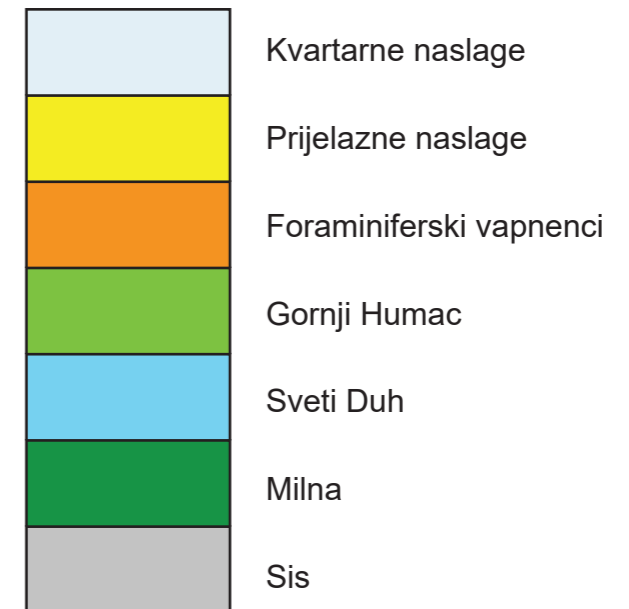 Kvartarne naslage
Prijelazne naslage
Foraminiferski vapnenci
Gornji Humac
Sveti Duh
Milna
Sis